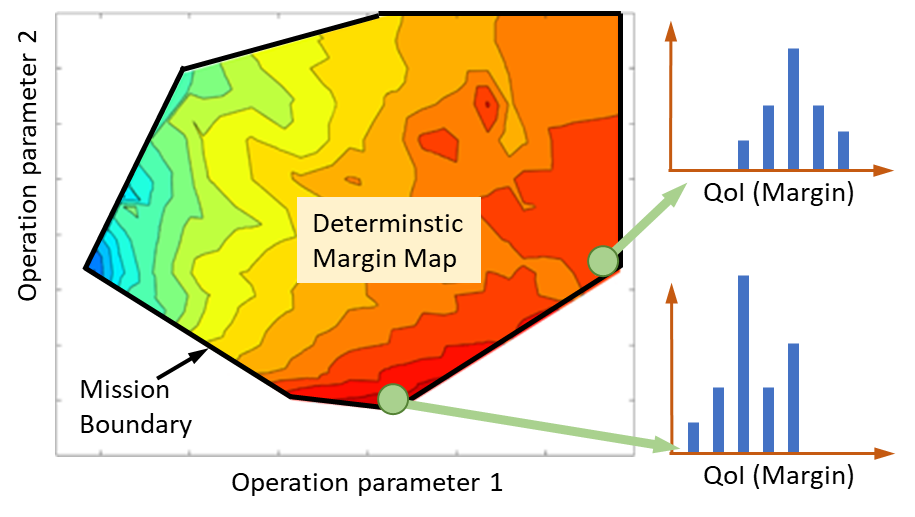 Operation parameter 2
Determinstic
Margin Map
Mission
Boundary
Operation parameter 1
QoI (Margin)
QoI (Margin)